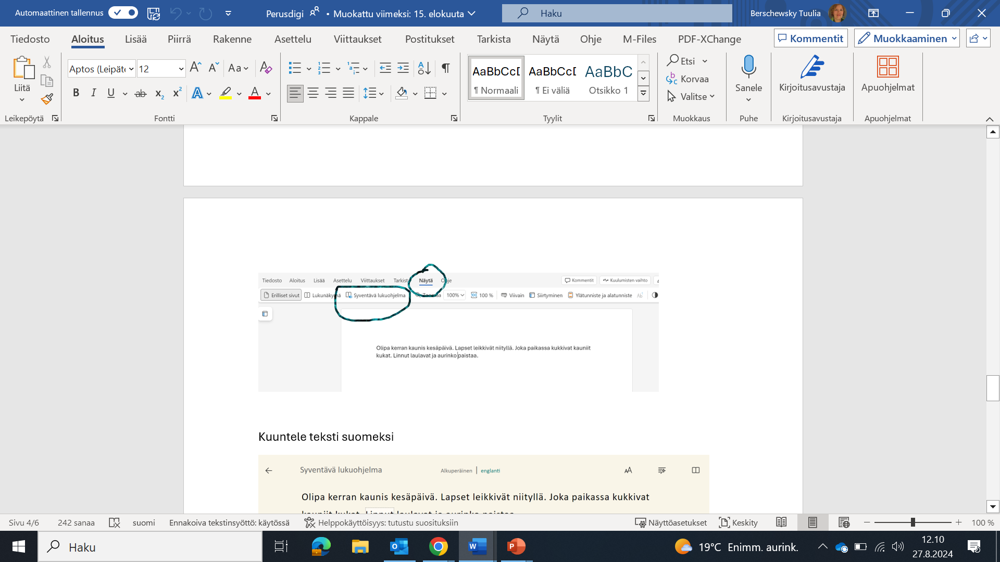 Automaattinen tallennus
Perusdigi • Muokattu viimeksi: 15. elokuuta
Haku
Berschewsky Tuulia
Tiedosto Aloitus Lisää Piirrä Rakenne Asettelu Viittaukset Postitukset Tarkista Näytä Ohje M-Files PDF-XChange Kommentit Muokkaaminen
Liitä
Leikepöytä
Aptos (Leipäte 12
Aa
B I U ab x2 x2 A A
Fontti
Kappale
AaBbCcD AaBbCcD AaBbC
¶ Normaali ¶ Ei väliä Otsikko 1
Tyylit
Etsi
Korvaa
Valitse
Muokkaus
Sanele
Puhe
Kirjoitusavustaja
Kirjoitusavustaja
Apuohjelmat
Apuohjelmat
Tiedosto Aloitus Lisää Asettelu Viittaukset Tarkista Näytä Ohje Kommentit Kuulumisten vaihto
Erilliset sivut Lukunäkymä Syventävä lukuohjelma Zoomaa 100% 100 % Viivain Siirtyminen Ylätunniste ja alatunniste Ab
Olipa kerran kaunis kesäpäivä. Lapset leikkivät niityllä. Joka paikassa kukkivat kauniit
kukat. Linnut laulavat ja aurinko paistaa.
Kuuntele teksti suomeksi
Syventävä lukuohjelma Alkuperäinen | englanti
Olipa kerran kaunis kesäpäivä. Lapset leikkivät niityllä. Joka paikassa kukkivat
kauniit kukat. Linnut laulavat ja aurinko paistaa.
Sivu 4/6 242 sanaa suomi Ennakoiva tekstinsyöttö: käytössä Helppokäyttöisyys: tutustu suosituksiin Näyttöasetukset Keskity 100 %
Haku
19°C Enimm. aurink.
12.10
27.8.2024